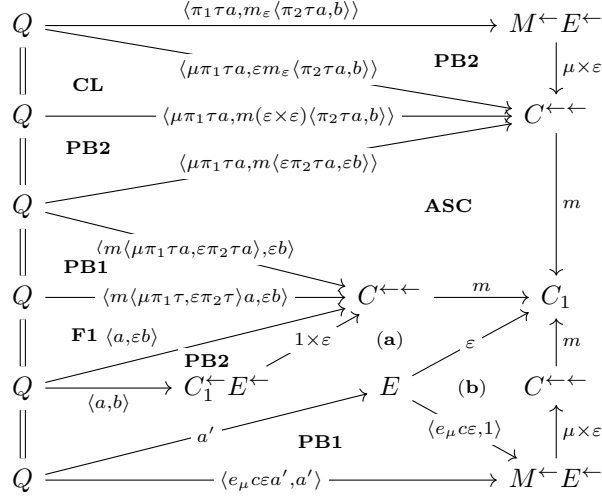 Q ⟨π₁τa,m_ε⟨π₂τa,b⟩⟩ M^← E^←
⟨μπ₁τa,εm_ε⟨π₂τa,b⟩⟩ PB2 μ×ε
CL
Q ⟨μπ₁τa,m(ε×ε)⟨π₂τa,b⟩⟩ C^←←
PB2
⟨μπ₁τa,m⟨επ₂τa,εb⟩⟩
Q ASC m
⟨m⟨μπ₁τa,επ₂τa⟩,εb⟩
PB1
Q ⟨m⟨μπ₁τ,επ₂τ⟩a,εb⟩ C^←← m C₁
F1 ⟨a,εb⟩ 1×ε (a) ε m
PB2
Q ⟨a,b⟩ C₁^← E^← E (b) C^←←
a′ ⟨e_μcε,1⟩ μ×ε
PB1
Q ⟨e_μcεa′,a′⟩ M^← E^←